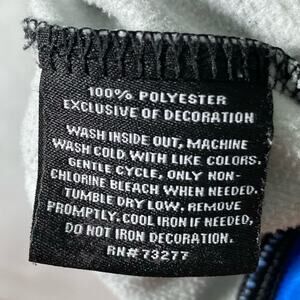 100% POLYESTER
EXCLUSIVE OF DECORATION
WASH INSIDE OUT, MACHINE
WASH COLD WITH LIKE COLORS.
GENTLE CYCLE, ONLY NON-
CHLORINE BLEACH WHEN NEEDED.
TUMBLE DRY LOW, REMOVE
PROMPTLY. COOL IRON IF NEEDED,
DO NOT IRON DECORATION.
RN# 73277